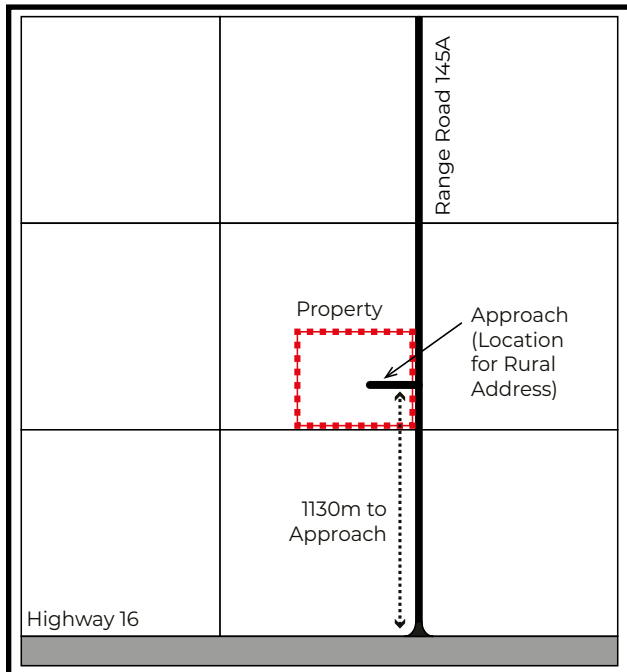 Range Road 145A
Property
Approach
(Location
for Rural
Address)
1130m to
Approach
Highway 16